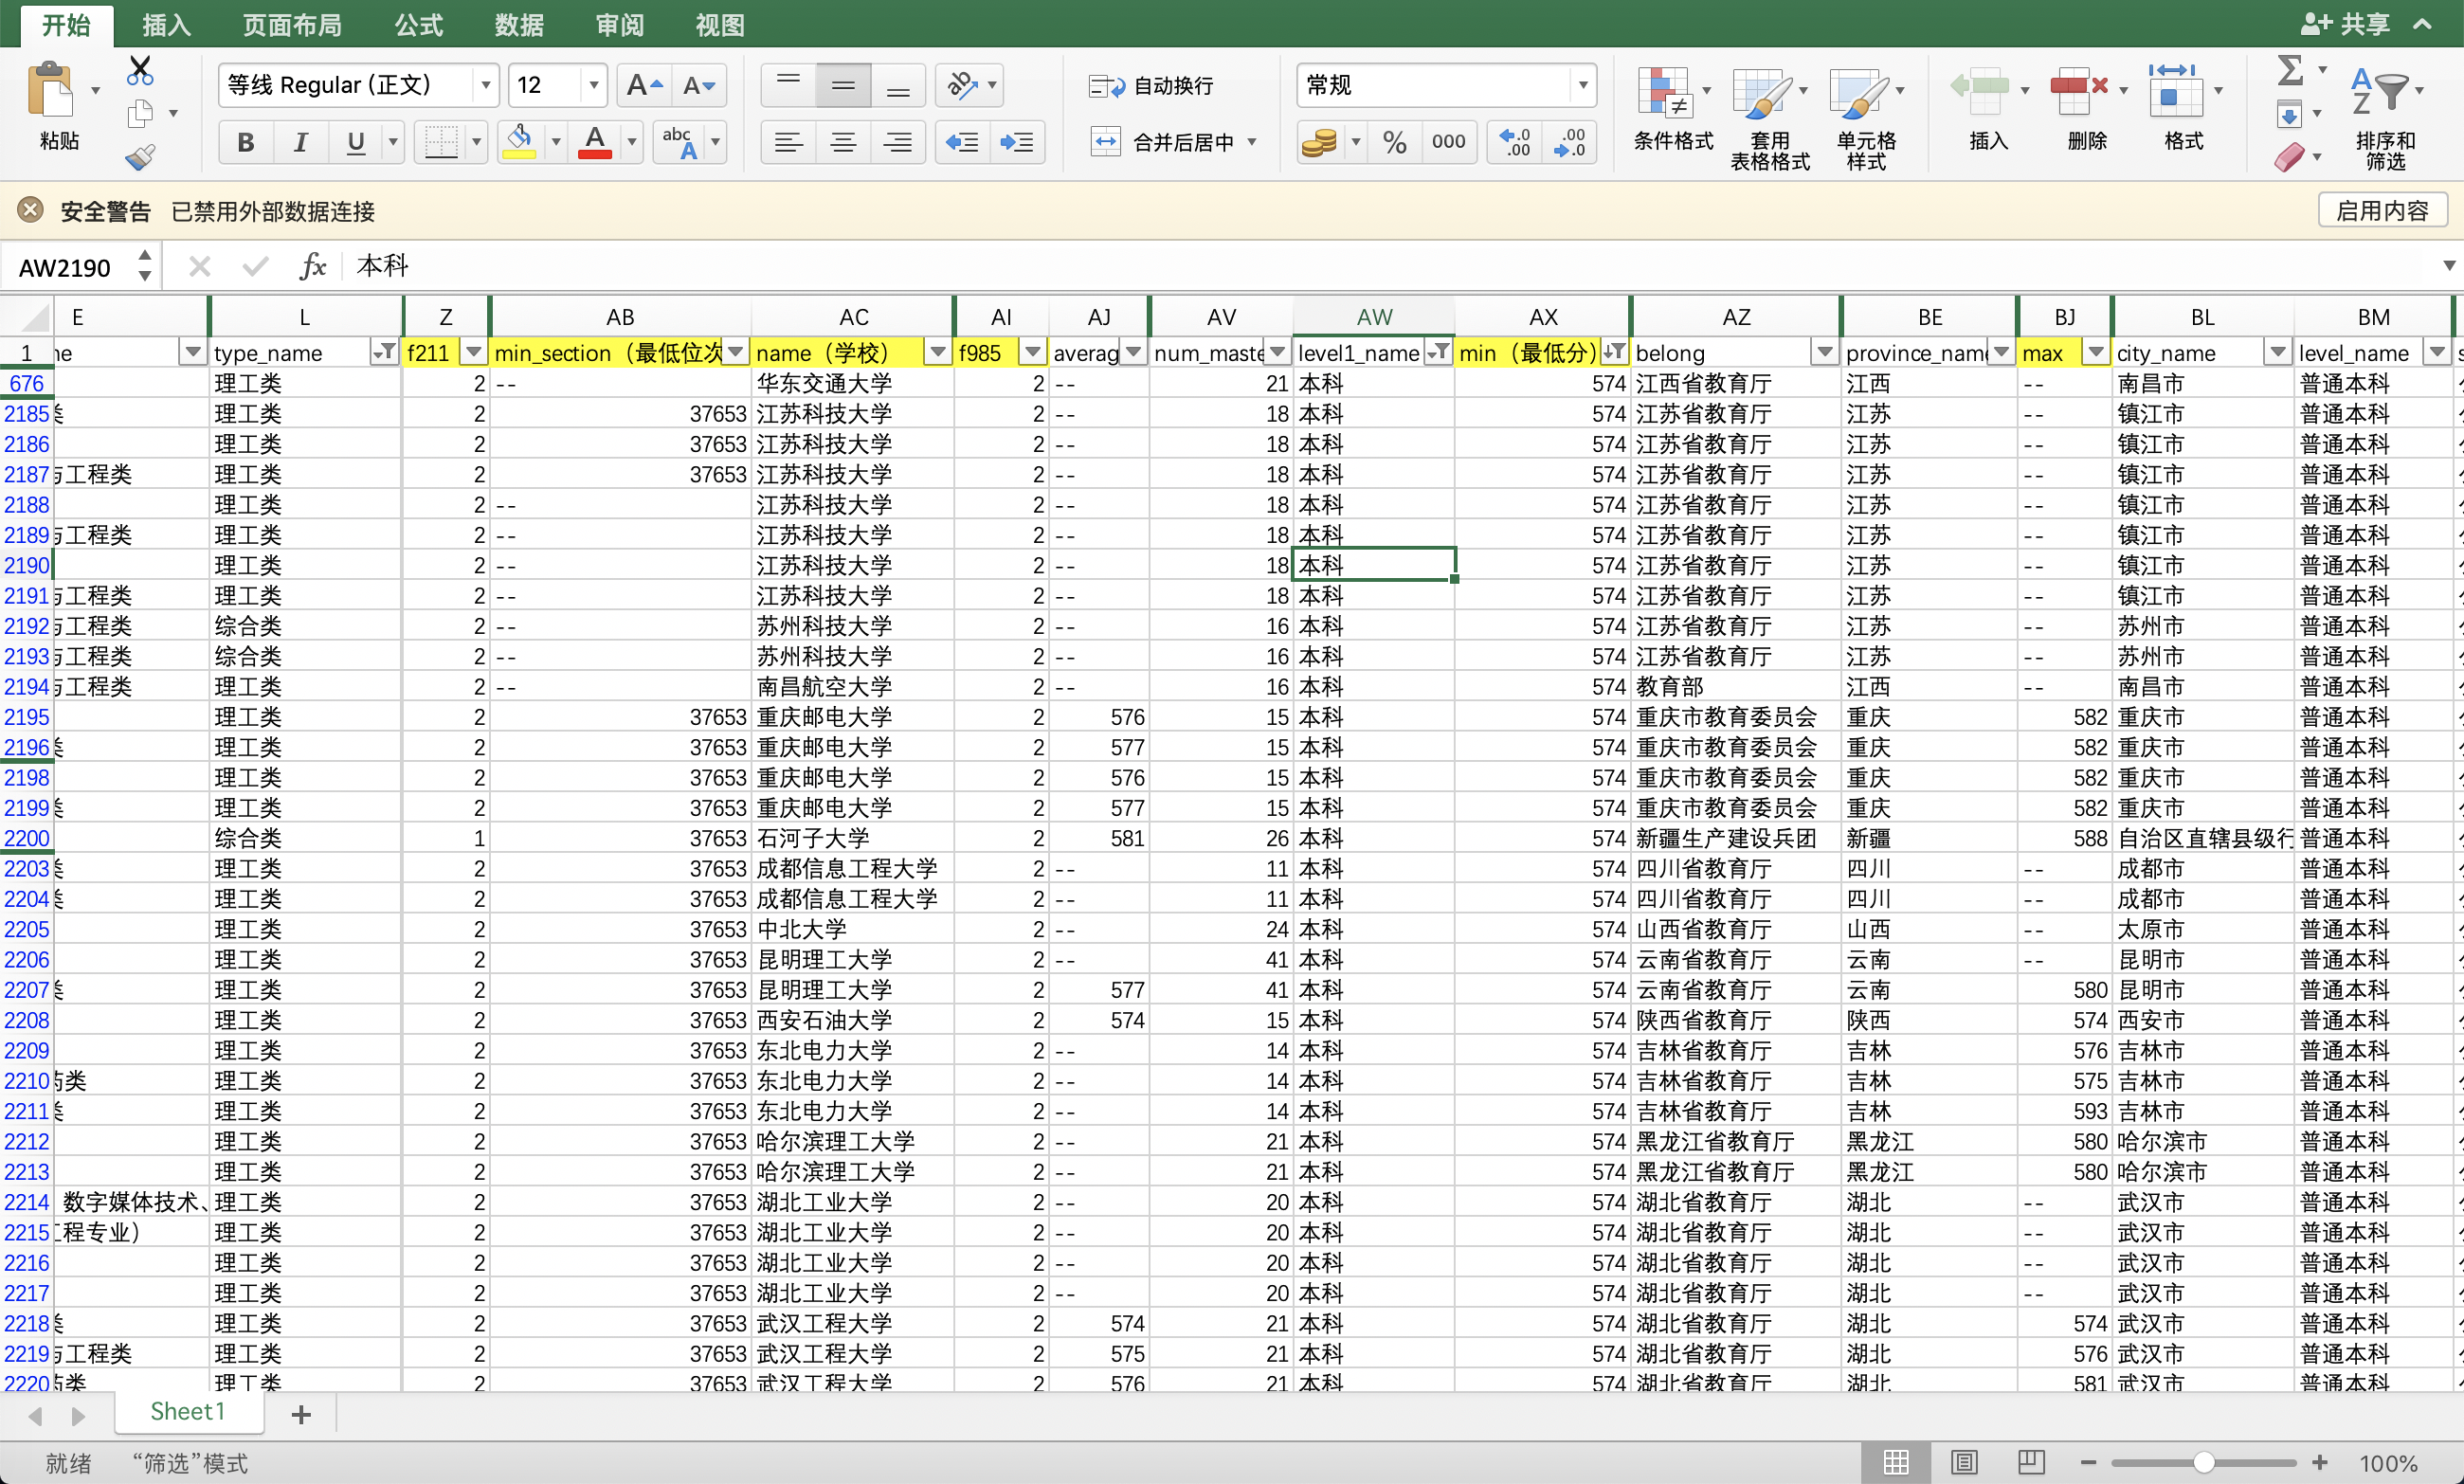 开始 插入 页面布局 公式 数据 审阅 视图 共享
等线 Regular (正文) 12 A A 自动换行 常规
粘贴 B I U A abc A 合并后居中 % 000 .0 .00 .00 .0 条件格式 套用 表格格式 单元格 样式 插入 删除 格式 Σ A Z 排序和 筛选
安全警告 已禁用外部数据连接 启用内容
AW2190 fx 本科
E L Z AB AC AI AJ AV AW AX AZ BE BJ BL BM
1 type_name f211 min_section（最低位次 name（学校） f985 averag num_maste level1_name min（最低分） belong province_name max city_name level_name
676 理工类 2 -- 华东交通大学 2 -- 21 本科 574 江西省教育厅 江西 -- 南昌市 普通本科
2185 类 理工类 2 37653 江苏科技大学 2 -- 18 本科 574 江苏省教育厅 江苏 -- 镇江市 普通本科
2186 理工类 2 37653 江苏科技大学 2 -- 18 本科 574 江苏省教育厅 江苏 -- 镇江市 普通本科
2187 与工程类 理工类 2 37653 江苏科技大学 2 -- 18 本科 574 江苏省教育厅 江苏 -- 镇江市 普通本科
2188 理工类 2 -- 江苏科技大学 2 -- 18 本科 574 江苏省教育厅 江苏 -- 镇江市 普通本科
2189 与工程类 理工类 2 -- 江苏科技大学 2 -- 18 本科 574 江苏省教育厅 江苏 -- 镇江市 普通本科
2190 理工类 2 -- 江苏科技大学 2 -- 18 本科 574 江苏省教育厅 江苏 -- 镇江市 普通本科
2191 与工程类 理工类 2 -- 江苏科技大学 2 -- 18 本科 574 江苏省教育厅 江苏 -- 镇江市 普通本科
2192 与工程类 综合类 2 -- 苏州科技大学 2 -- 16 本科 574 江苏省教育厅 江苏 -- 苏州市 普通本科
2193 与工程类 综合类 2 -- 苏州科技大学 2 -- 16 本科 574 江苏省教育厅 江苏 -- 苏州市 普通本科
2194 与工程类 理工类 2 -- 南昌航空大学 2 -- 16 本科 574 教育部 江西 -- 南昌市 普通本科
2195 理工类 2 37653 重庆邮电大学 2 576 15 本科 574 重庆市教育委员会 重庆 582 重庆市 普通本科
2196 类 理工类 2 37653 重庆邮电大学 2 577 15 本科 574 重庆市教育委员会 重庆 582 重庆市 普通本科
2198 理工类 2 37653 重庆邮电大学 2 576 15 本科 574 重庆市教育委员会 重庆 582 重庆市 普通本科
2199 类 理工类 2 37653 重庆邮电大学 2 577 15 本科 574 重庆市教育委员会 重庆 582 重庆市 普通本科
2200 综合类 1 37653 石河子大学 2 581 26 本科 574 新疆生产建设兵团 新疆 588 自治区直辖县级行 普通本科
2203 类 理工类 2 37653 成都信息工程大学 2 -- 11 本科 574 四川省教育厅 四川 -- 成都市 普通本科
2204 类 理工类 2 37653 成都信息工程大学 2 -- 11 本科 574 四川省教育厅 四川 -- 成都市 普通本科
2205 理工类 2 37653 中北大学 2 -- 24 本科 574 山西省教育厅 山西 -- 太原市 普通本科
2206 理工类 2 37653 昆明理工大学 2 -- 41 本科 574 云南省教育厅 云南 -- 昆明市 普通本科
2207 类 理工类 2 37653 昆明理工大学 2 577 41 本科 574 云南省教育厅 云南 580 昆明市 普通本科
2208 理工类 2 37653 西安石油大学 2 574 15 本科 574 陕西省教育厅 陕西 574 西安市 普通本科
2209 理工类 2 37653 东北电力大学 2 -- 14 本科 574 吉林省教育厅 吉林 576 吉林市 普通本科
2210 药类 理工类 2 37653 东北电力大学 2 -- 14 本科 574 吉林省教育厅 吉林 575 吉林市 普通本科
2211 类 理工类 2 37653 东北电力大学 2 -- 14 本科 574 吉林省教育厅 吉林 593 吉林市 普通本科
2212 理工类 2 37653 哈尔滨理工大学 2 -- 21 本科 574 黑龙江省教育厅 黑龙江 580 哈尔滨市 普通本科
2213 理工类 2 37653 哈尔滨理工大学 2 -- 21 本科 574 黑龙江省教育厅 黑龙江 580 哈尔滨市 普通本科
2214 数字媒体技术、 理工类 2 37653 湖北工业大学 2 -- 20 本科 574 湖北省教育厅 湖北 -- 武汉市 普通本科
2215 工程专业） 理工类 2 37653 湖北工业大学 2 -- 20 本科 574 湖北省教育厅 湖北 -- 武汉市 普通本科
2216 理工类 2 37653 湖北工业大学 2 -- 20 本科 574 湖北省教育厅 湖北 -- 武汉市 普通本科
2217 理工类 2 37653 湖北工业大学 2 -- 20 本科 574 湖北省教育厅 湖北 -- 武汉市 普通本科
2218 类 理工类 2 37653 武汉工程大学 2 574 21 本科 574 湖北省教育厅 湖北 574 武汉市 普通本科
2219 与工程类 理工类 2 37653 武汉工程大学 2 575 21 本科 574 湖北省教育厅 湖北 576 武汉市 普通本科
2220 药类 理工类 2 37653 武汉工程大学 2 576 21 本科 574 湖北省教育厅 湖北 581 武汉市 普通本科
Sheet1 +
就绪 “筛选”模式 100%